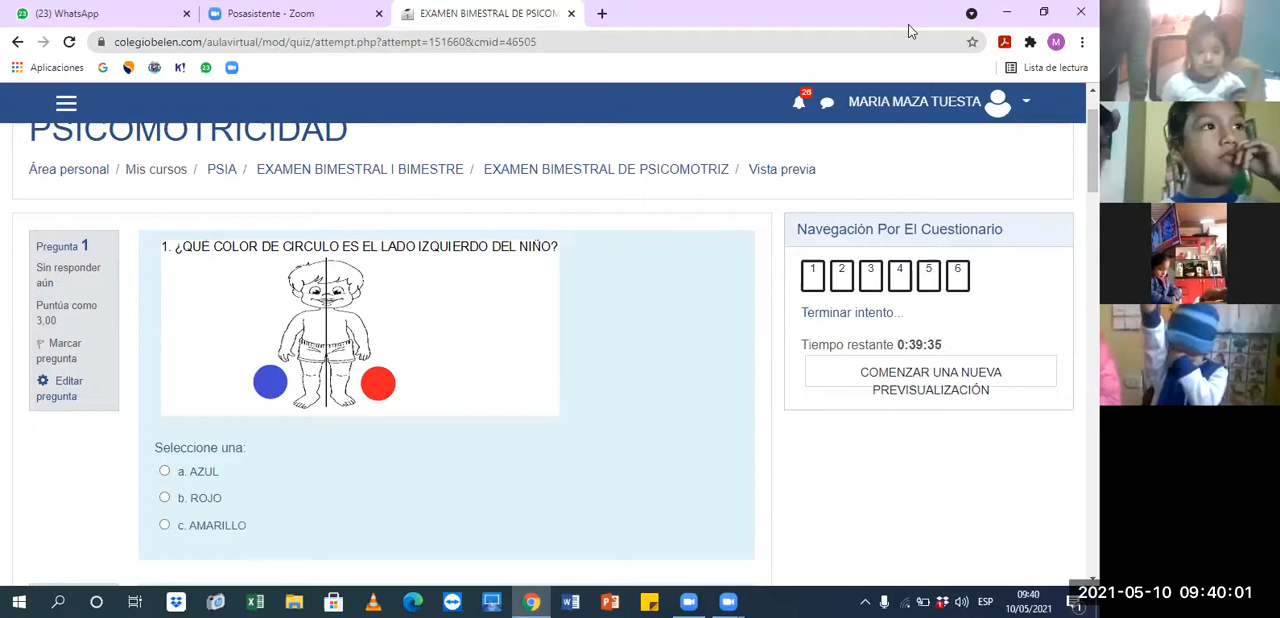 (23) WhatsApp
Posasistente - Zoom
EXAMEN BIMESTRAL DE PSICOM
colegiobelen.com/aulavirtual/mod/quiz/attempt.php?attempt=151660&cmid=46505
Aplicaciones
Lista de lectura
26
MARIA MAZA TUESTA
PSICOMOTRICIDAD
Área personal / Mis cursos / PSIA / EXAMEN BIMESTRAL I BIMESTRE / EXAMEN BIMESTRAL DE PSICOMOTRIZ / Vista previa
Pregunta 1
Sin responder
aún
Puntúa como
3,00
Marcar
pregunta
Editar
pregunta
1. ¿QUÉ COLOR DE CIRCULO ES EL LADO IZQUIERDO DEL NIÑO?
Seleccione una:
a. AZUL
b. ROJO
c. AMARILLO
Navegación Por El Cuestionario
1 2 3 4 5 6
Terminar intento...
Tiempo restante 0:39:35
COMENZAR UNA NUEVA
PREVISUALIZACIÓN
ESP
09:40
10/05/2021
2021-05-10 09:40:01